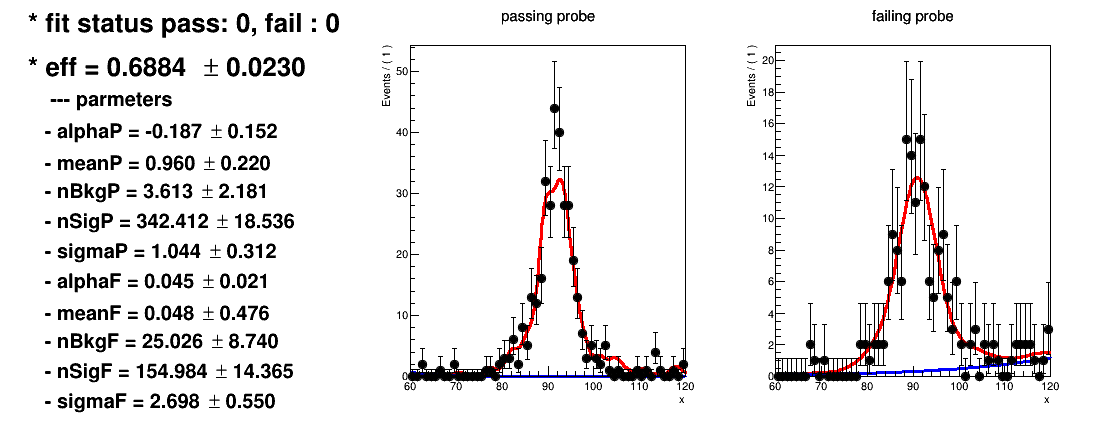 * fit status pass: 0, fail : 0
* eff = 0.6884 ± 0.0230
--- parmeters
- alphaP = -0.187 ± 0.152
- meanP = 0.960 ± 0.220
- nBkgP = 3.613 ± 2.181
- nSigP = 342.412 ± 18.536
- sigmaP = 1.044 ± 0.312
- alphaF = 0.045 ± 0.021
- meanF = 0.048 ± 0.476
- nBkgF = 25.026 ± 8.740
- nSigF = 154.984 ± 14.365
- sigmaF = 2.698 ± 0.550
passing probe
Events / ( 1 )
50
40
30
20
10
0
60 70 80 90 100 110 120
x
failing probe
Events / ( 1 )
20
18
16
14
12
10
8
6
4
2
0
60 70 80 90 100 110 120
x